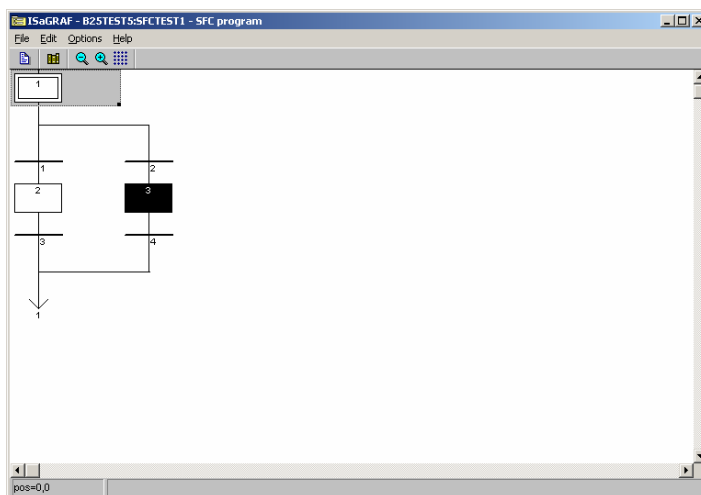 ISaGRAF - B25TEST5:SFCTEST1 - SFC program
File Edit Options Help
1
1 2
2 3
3 4
1
pos=0,0